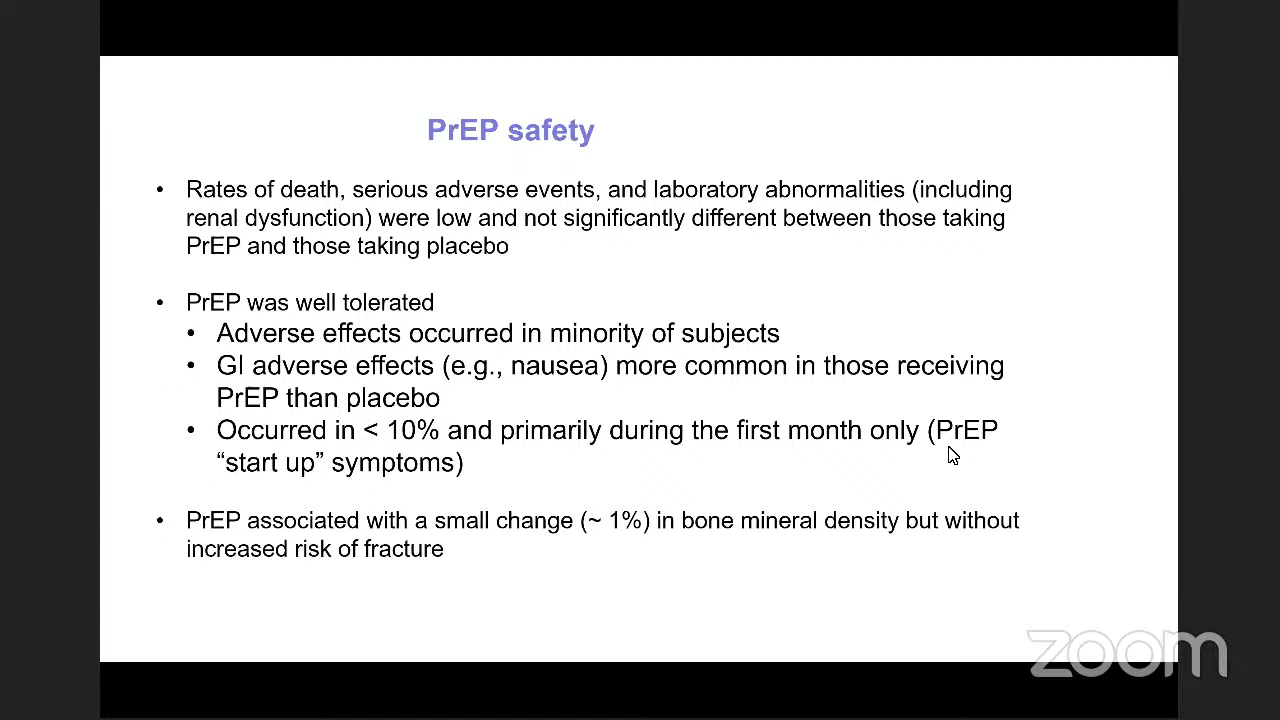 PrEP safety
• Rates of death, serious adverse events, and laboratory abnormalities (including
renal dysfunction) were low and not significantly different between those taking
PrEP and those taking placebo
• PrEP was well tolerated
• Adverse effects occurred in minority of subjects
• GI adverse effects (e.g., nausea) more common in those receiving
PrEP than placebo
• Occurred in < 10% and primarily during the first month only (PrEP
“start up” symptoms)
• PrEP associated with a small change (~ 1%) in bone mineral density but without
increased risk of fracture
zoom